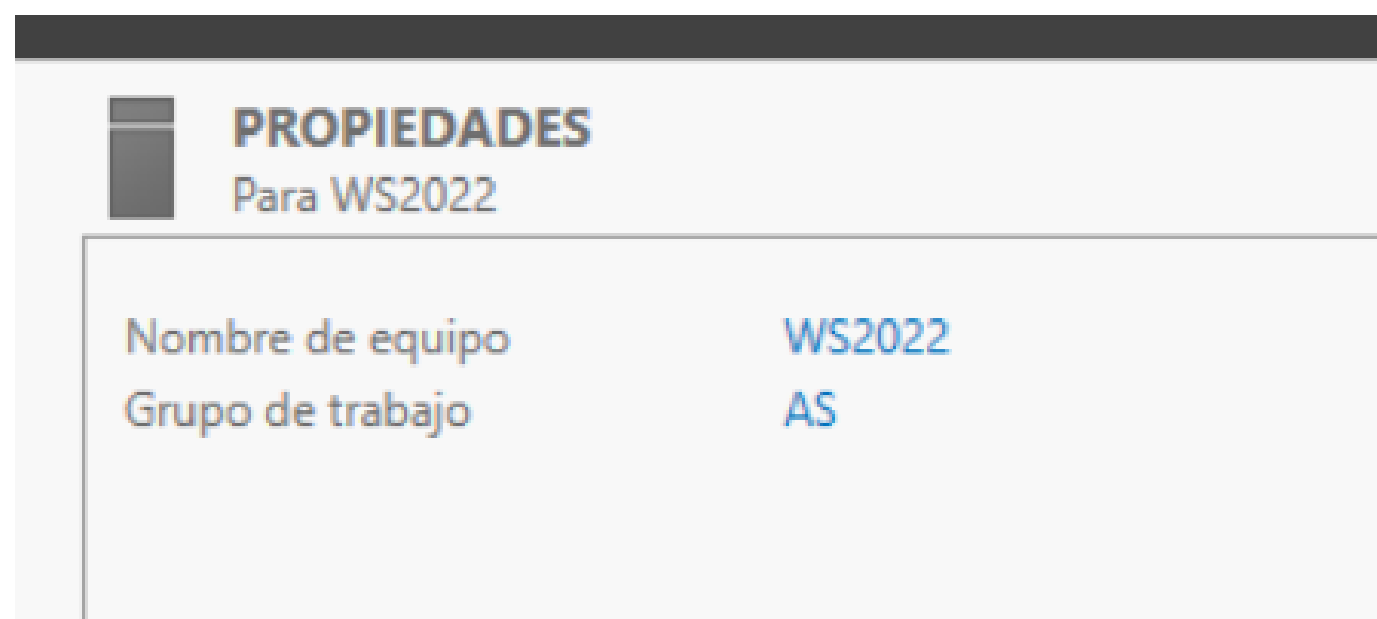 PROPIEDADES
Para WS2022
Nombre de equipo WS2022
Grupo de trabajo AS